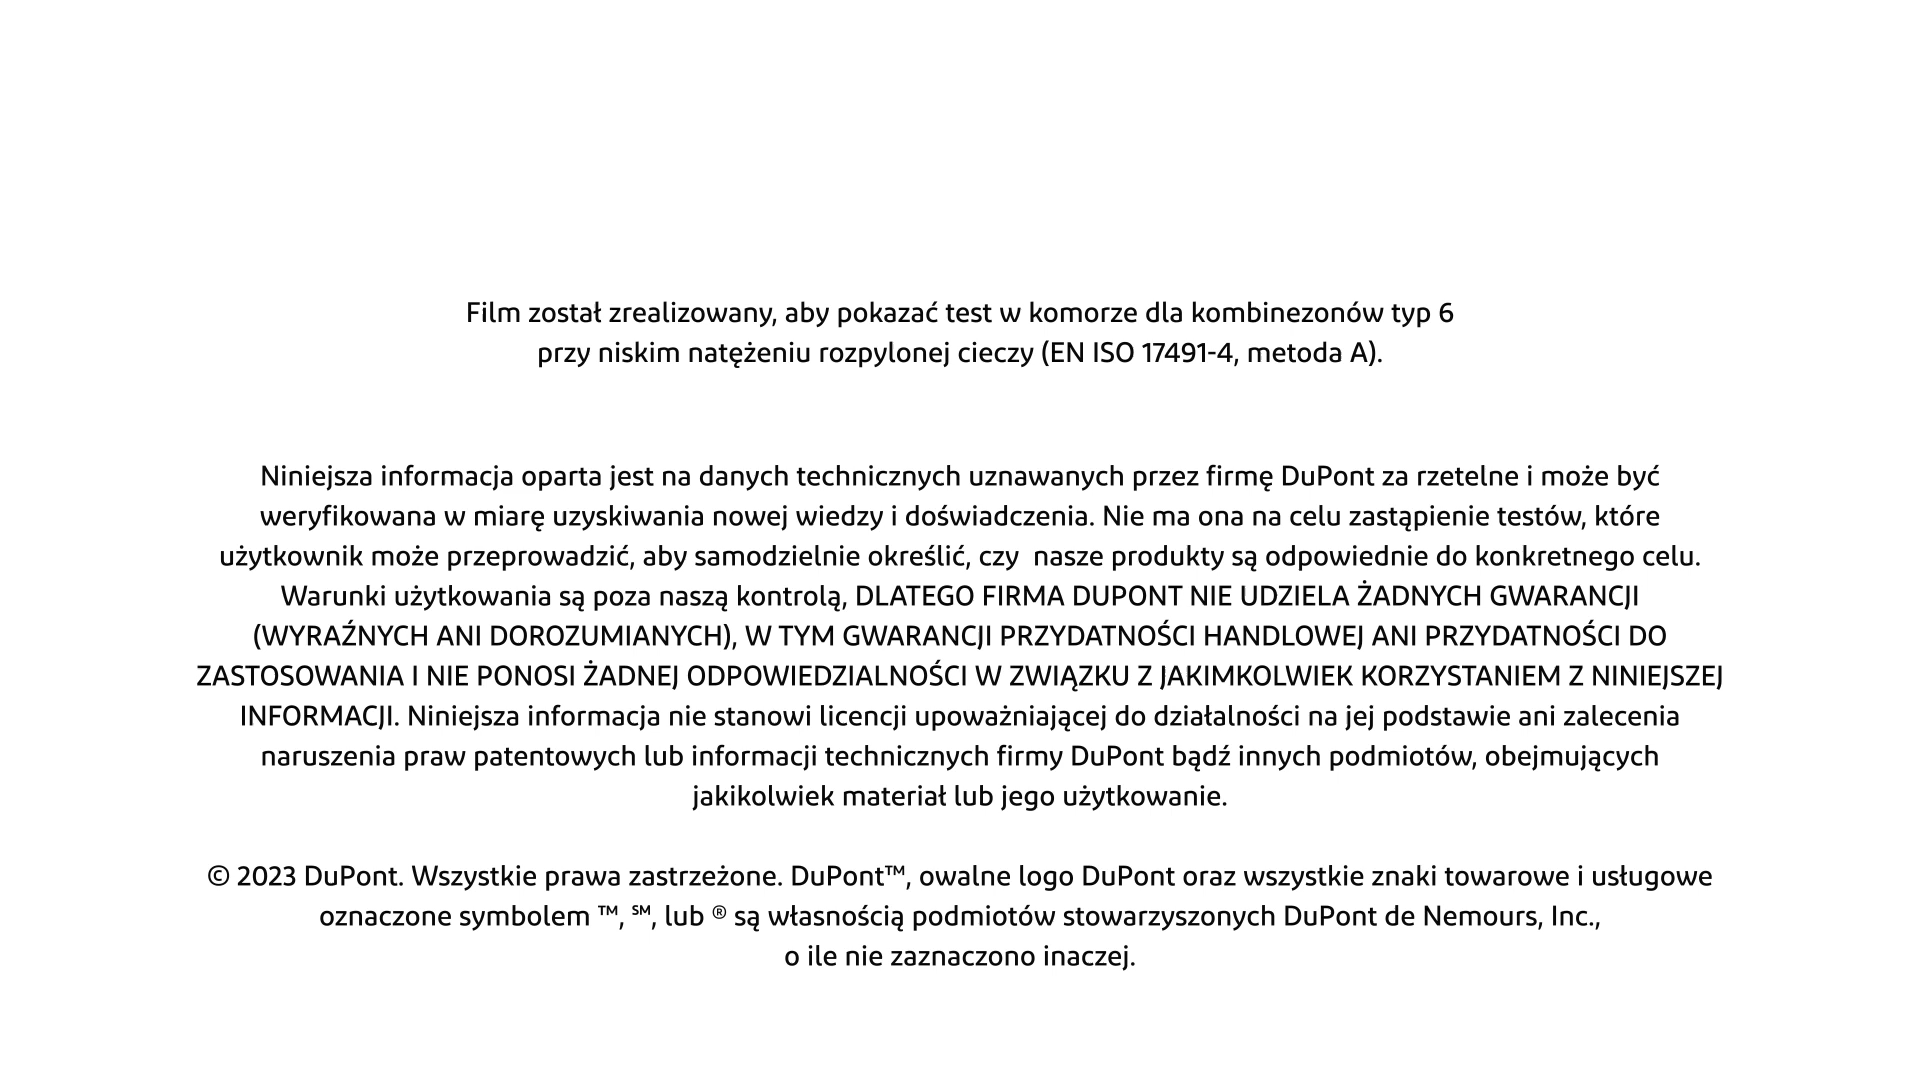 Film został zrealizowany, aby pokazać test w komorze dla kombinezonów typ 6
przy niskim natężeniu rozpylonej cieczy (EN ISO 17491-4, metoda A).
Niniejsza informacja oparta jest na danych technicznych uznawanych przez firmę DuPont za rzetelne i może być
weryfikowana w miarę uzyskiwania nowej wiedzy i doświadczenia. Nie ma ona na celu zastąpienie testów, które
użytkownik może przeprowadzić, aby samodzielnie określić, czy  nasze produkty są odpowiednie do konkretnego celu.
Warunki użytkowania są poza naszą kontrolą, DLATEGO FIRMA DUPONT NIE UDZIELA ŻADNYCH GWARANCJI
(WYRAŹNYCH ANI DOROZUMIANYCH), W TYM GWARANCJI PRZYDATNOŚCI HANDLOWEJ ANI PRZYDATNOŚCI DO
ZASTOSOWANIA I NIE PONOSI ŻADNEJ ODPOWIEDZIALNOŚCI W ZWIĄZKU Z JAKIMKOLWIEK KORZYSTANIEM Z NINIEJSZEJ
INFORMACJI. Niniejsza informacja nie stanowi licencji upoważniającej do działalności na jej podstawie ani zalecenia
naruszenia praw patentowych lub informacji technicznych firmy DuPont bądź innych podmiotów, obejmujących
jakikolwiek materiał lub jego użytkowanie.
© 2023 DuPont. Wszystkie prawa zastrzeżone. DuPont™, owalne logo DuPont oraz wszystkie znaki towarowe i usługowe
oznaczone symbolem ™, ℠, lub ® są własnością podmiotów stowarzyszonych DuPont de Nemours, Inc.,
o ile nie zaznaczono inaczej.